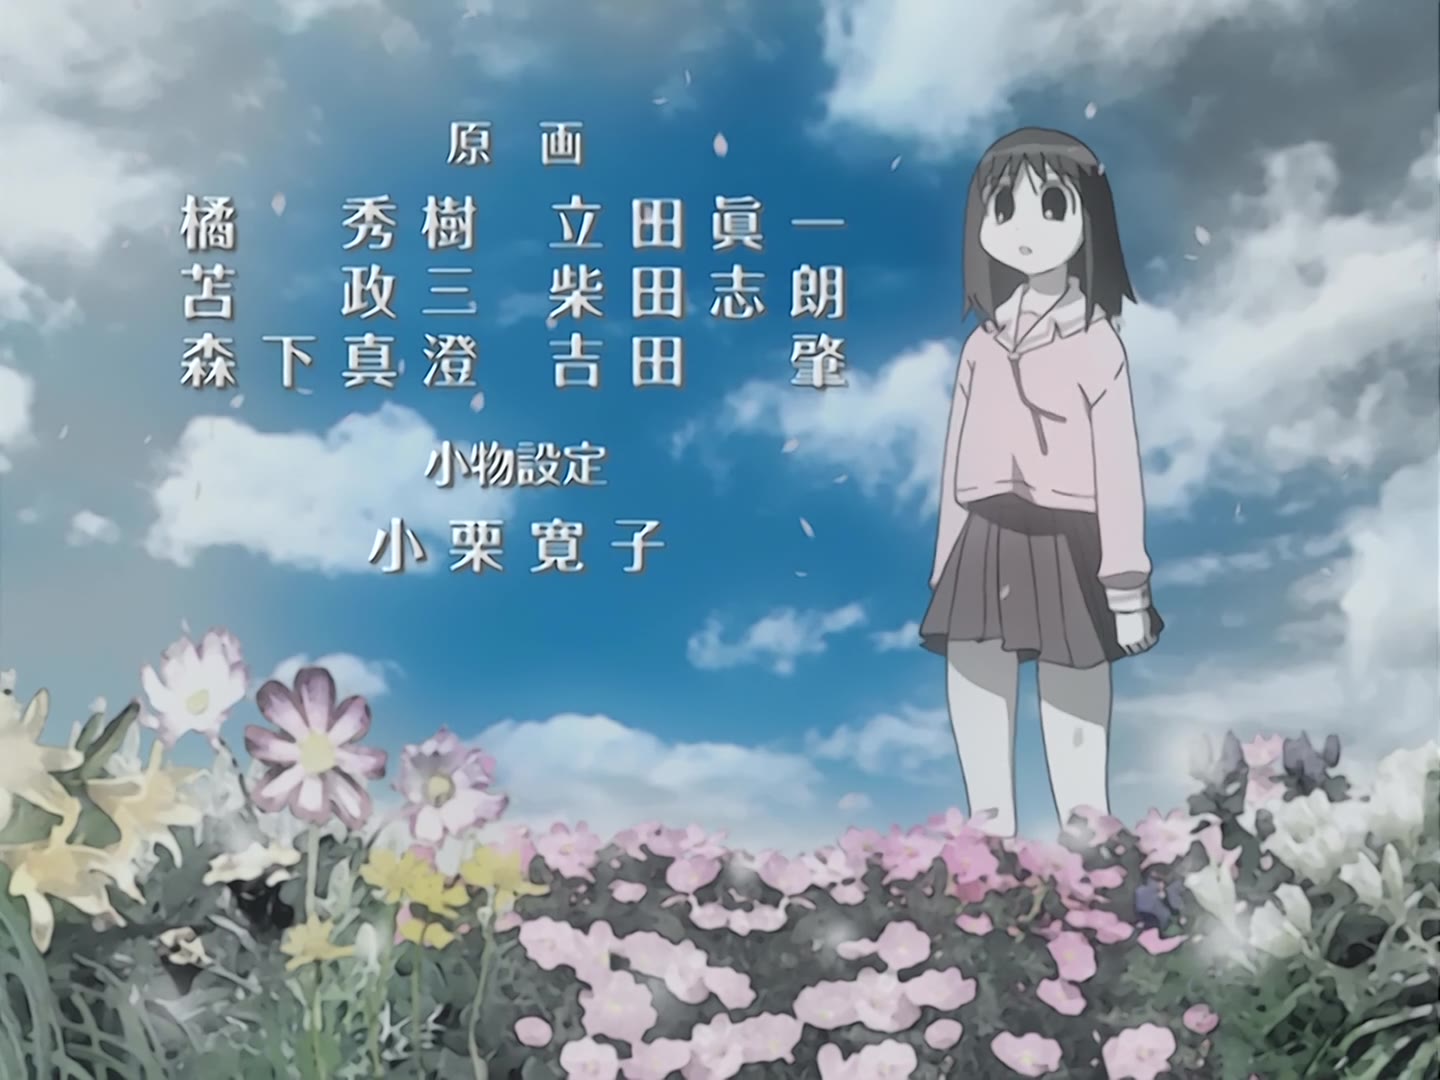 原画
橘 秀樹 立田眞一
苫 政三 柴田志朗
森下真澄 吉田 肇
小物設定
小栗寛子